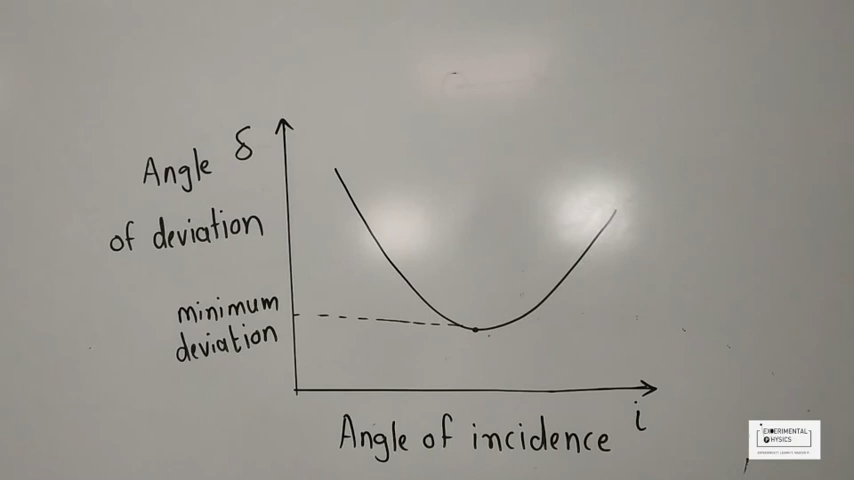 Angle δ
of deviation
minimum
deviation
i
Angle of incidence
EXPERIMENTAL
PHYSICS